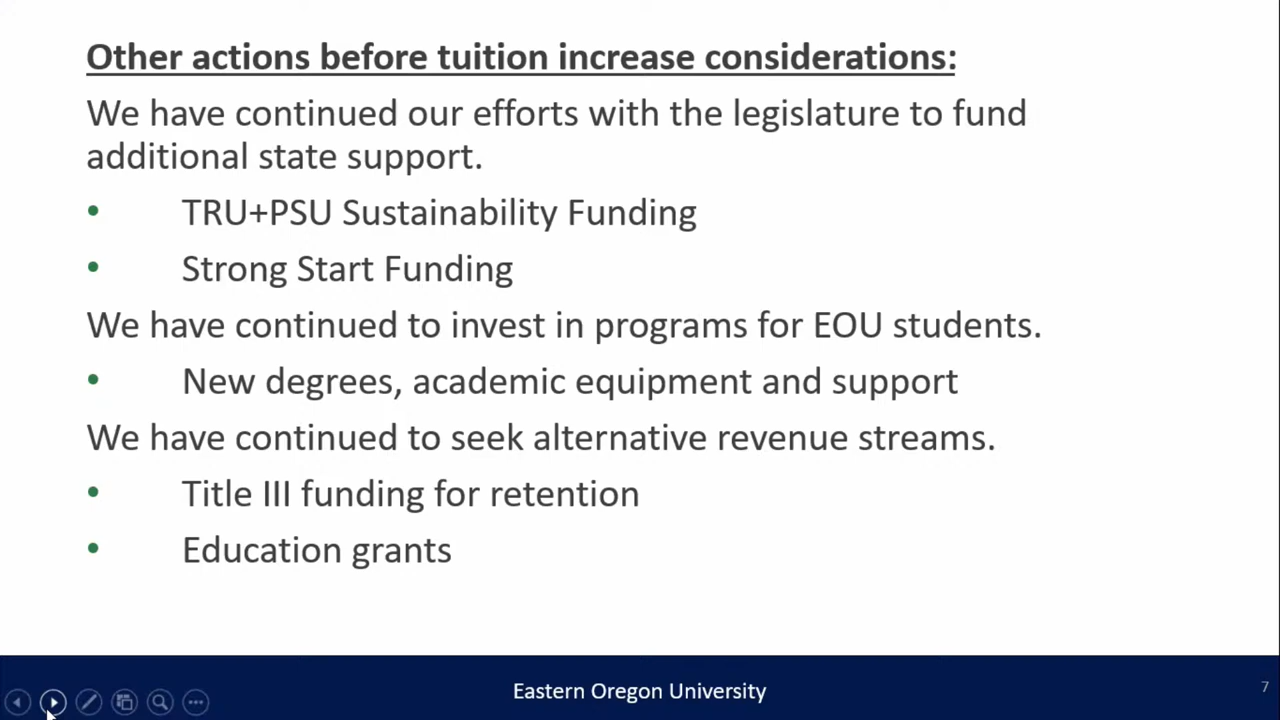 Other actions before tuition increase considerations:
We have continued our efforts with the legislature to fund
additional state support.
• TRU+PSU Sustainability Funding
• Strong Start Funding
We have continued to invest in programs for EOU students.
• New degrees, academic equipment and support
We have continued to seek alternative revenue streams.
• Title III funding for retention
• Education grants
Eastern Oregon University
7